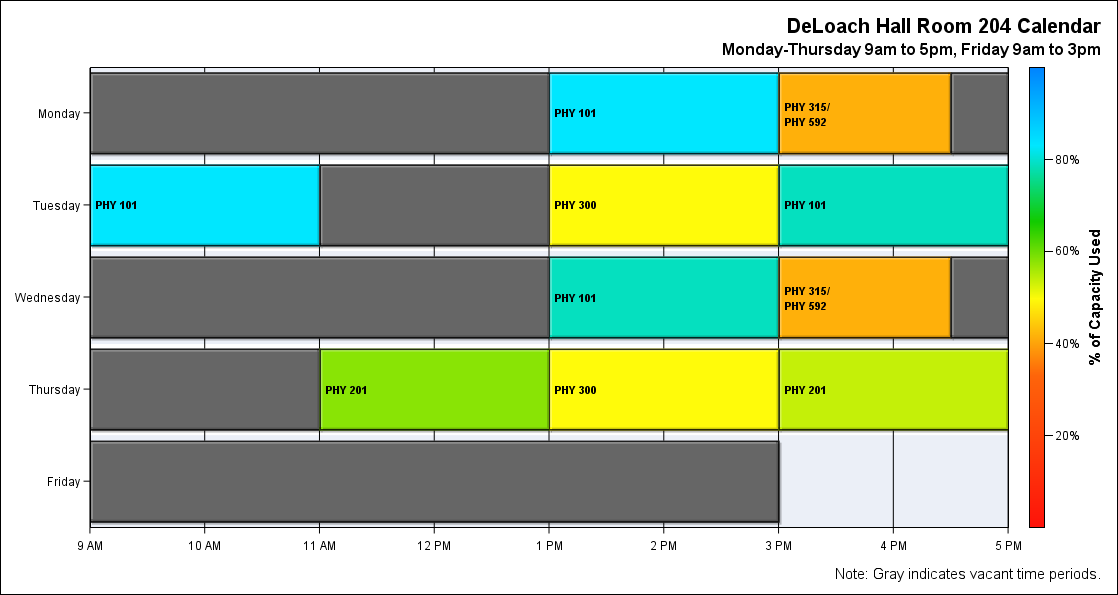 DeLoach Hall Room 204 Calendar
Monday-Thursday 9am to 5pm, Friday 9am to 3pm
Monday
PHY 101
PHY 315/
PHY 592
Tuesday
PHY 101
PHY 300
PHY 101
Wednesday
PHY 101
PHY 315/
PHY 592
Thursday
PHY 201
PHY 300
PHY 201
Friday
9 AM
10 AM
11 AM
12 PM
1 PM
2 PM
3 PM
4 PM
5 PM
80%
60%
40%
20%
% of Capacity Used
Note: Gray indicates vacant time periods.